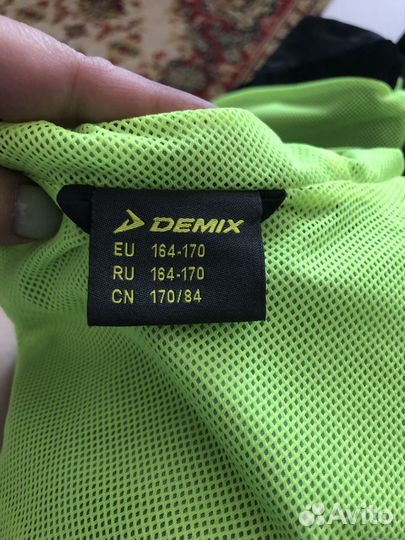 DEMIX
EU 164-170
RU 164-170
CN 170/84
Avito